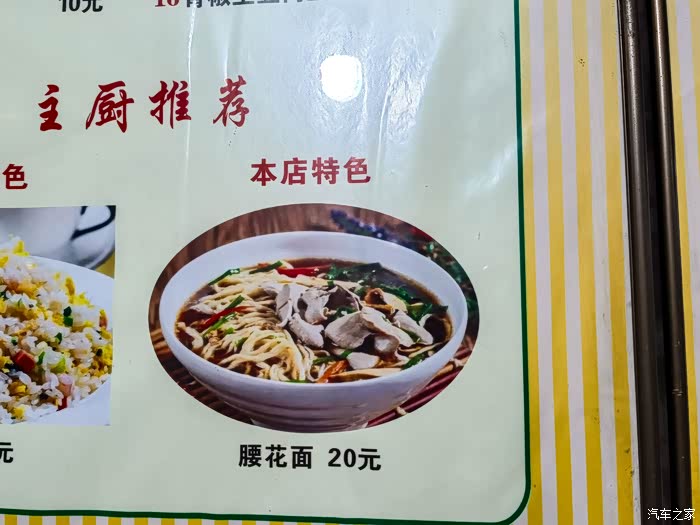 10元
主厨推荐
色
本店特色
元
腰花面 20元
汽车之家